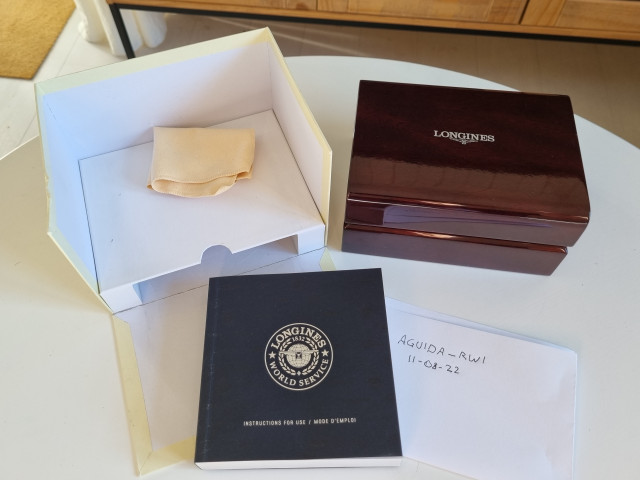 LONGINES
LONGINES
1832
WORLD SERVICE
INSTRUCTIONS FOR USE / MODE D'EMPLOI
AGUIDA-RWI
11-08-22